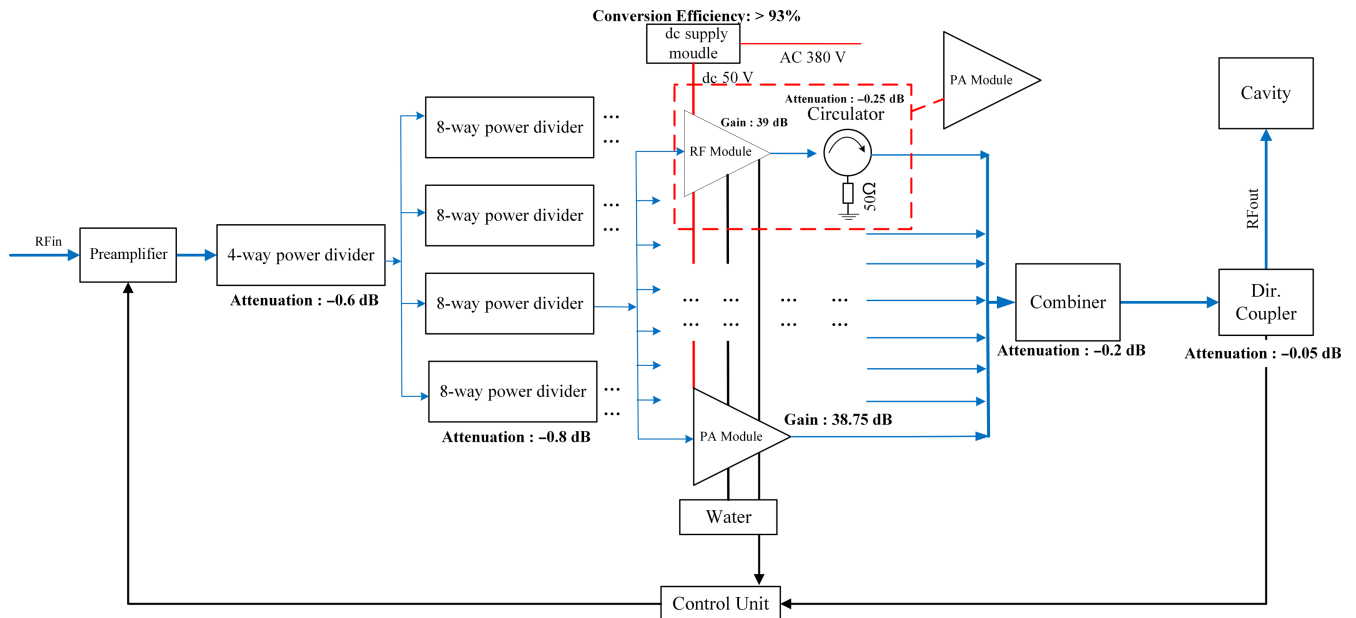 Conversion Efficiency: > 93%
dc supply
moudle
AC 380 V
dc 50 V
PA Module
Cavity
Attenuation : −0.25 dB
Circulator
Gain : 39 dB
RF Module
50Ω
8-way power divider
...
...
8-way power divider
...
...
8-way power divider
8-way power divider
...
...
Attenuation : −0.8 dB
RFin
Preamplifier
4-way power divider
Attenuation : −0.6 dB
... ... ... ...
... ... ... ...
RFout
Combiner
Attenuation : −0.2 dB
Dir.
Coupler
Attenuation : −0.05 dB
Gain : 38.75 dB
PA Module
Water
Control Unit